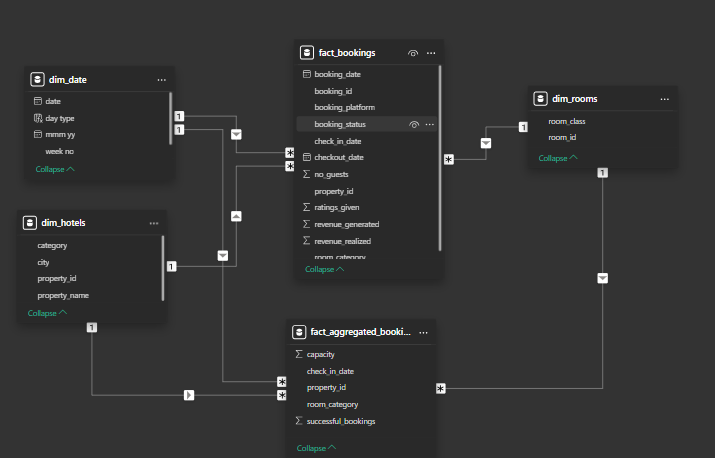 dim_date
date
day type
mmm yy
week no
Collapse
dim_hotels
category
city
property_id
property_name
Collapse
fact_bookings
booking_date
booking_id
booking_platform
booking_status
check_in_date
checkout_date
no_guests
property_id
ratings_given
revenue_generated
revenue_realized
room_category
Collapse
dim_rooms
room_class
room_id
Collapse
fact_aggregated_booki...
capacity
check_in_date
property_id
room_category
successful_bookings
Collapse
1
1
*
*
1
*
1
1
1
*
*
*